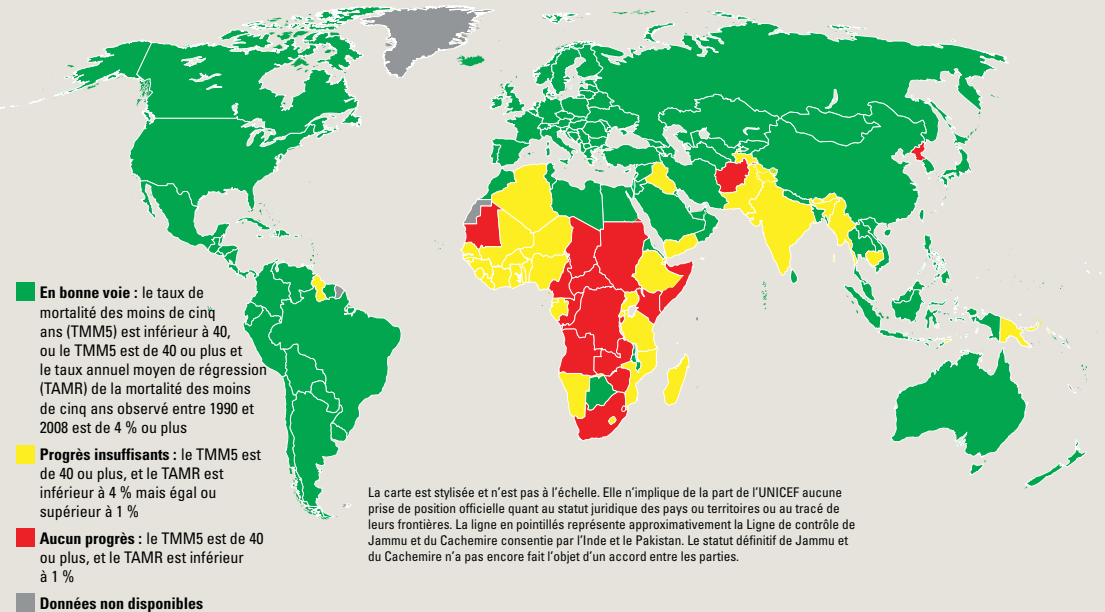 En bonne voie : le taux de
mortalité des moins de cinq
ans (TMM5) est inférieur à 40,
ou le TMM5 est de 40 ou plus et
le taux annuel moyen de régression
(TAMR) de la mortalité des moins
de cinq ans observé entre 1990 et
2008 est de 4 % ou plus
Progrès insuffisants : le TMM5 est
de 40 ou plus, et le TAMR est
inférieur à 4 % mais égal ou
supérieur à 1 %
Aucun progrès : le TMM5 est de 40
ou plus, et le TAMR est inférieur
à 1 %
Données non disponibles
La carte est stylisée et n’est pas à l’échelle. Elle n’implique de la part de l’UNICEF aucune
prise de position officielle quant au statut juridique des pays ou territoires ou au tracé de
leurs frontières. La ligne en pointillés représente approximativement la Ligne de contrôle de
Jammu et du Cachemire consentie par l’Inde et le Pakistan. Le statut définitif de Jammu et
du Cachemire n’a pas encore fait l’objet d’un accord entre les parties.